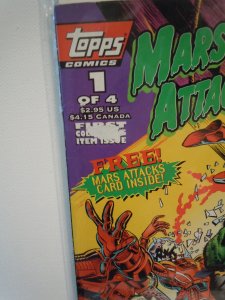 Topps
COMICS
MARS
ATTAC
1
OF 4
$2.95 US
$4.15 CANADA
FIRST
ITEM ISSUE
FREE!
MARS ATTACKS
CARD INSIDE!